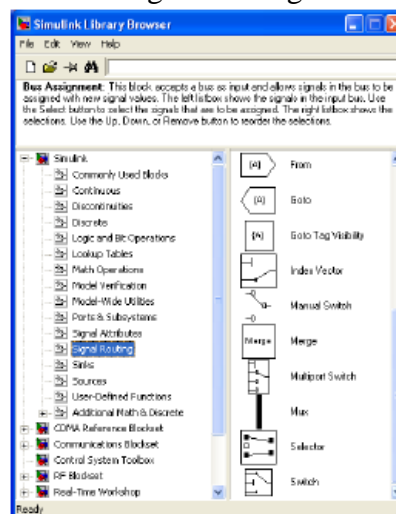 Simulink Library Browser
File Edit View Help
Bus Assignment: This block accepts a bus as input and allows signals in the bus to be
assigned with new signal values. The left listbox shows the signals in the input bus. Use
the Select button to select the signals that are to be assigned. The right listbox shows the
selections. Use the Up, Down, or Remove button to reorder the selections.
Simulink
Commonly Used Blocks
Continuous
Discontinuities
Discrete
Logic and Bit Operations
Lookup Tables
Math Operations
Model Verification
Model-Wide Utilities
Ports & Subsystems
Signal Attributes
Signal Routing
Sinks
Sources
User-Defined Functions
Additional Math & Discrete
CDMA Reference Blockset
Communications Blockset
Control System Toolbox
RF Blockset
Real-Time Workshop
[A] From
[A] Goto
[A] Goto Tag Visibility
Index Vector
Manual Switch
Merge Merge
Multiport Switch
Mux
Selector
Switch
Ready